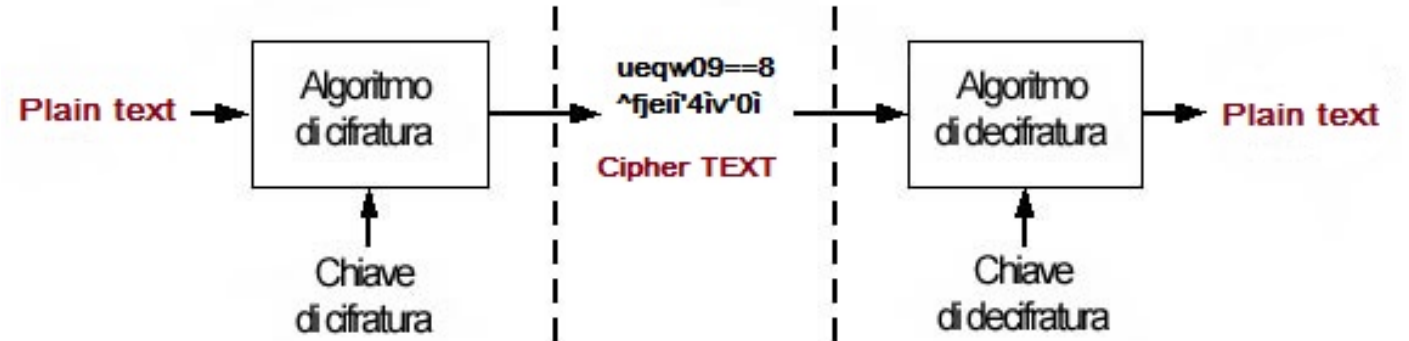 Plain text
Algoritmo
di cifratura
Chiave
di cifratura
ueqw09==8
^fjeiì'4ìv'0ì
Cipher TEXT
Algoritmo
di decifratura
Chiave
di decifratura
Plain text